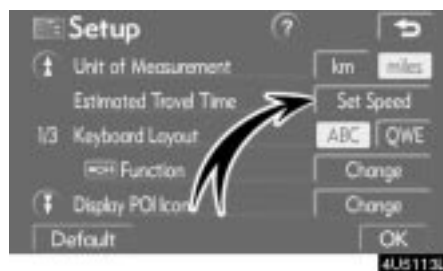 Setup ?
Unit of Measurement km miles
Estimated Travel Time Set Speed
1/3 Keyboard Layout ABC QWE
Function Change
Display POI Icon Change
Default OK
4U5113L